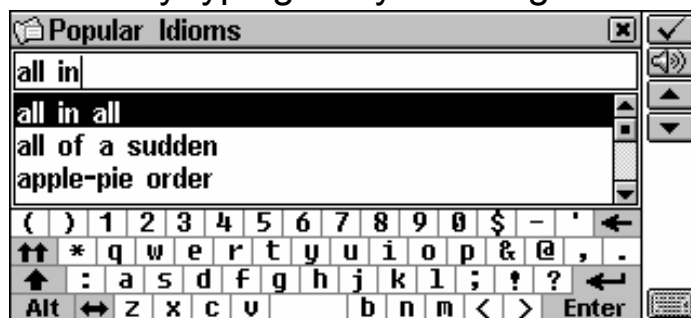 Popular Idioms
all in
all in all
all of a sudden
apple-pie order
( ) 1 2 3 4 5 6 7 8 9 0 $ - '
* q w e r t y u i o p & @ , .
: a s d f g h j k l ; ! ?
Alt z x c v b n m < > Enter